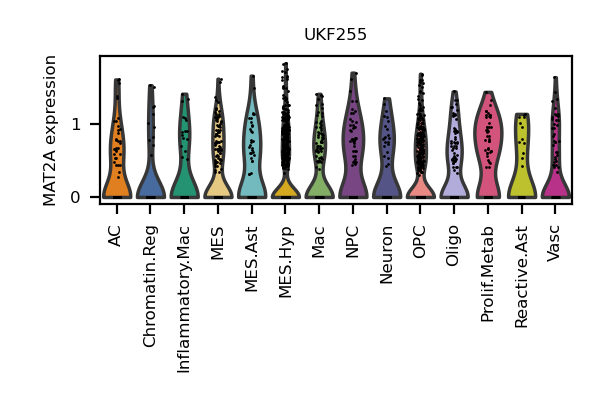 UKF255
MAT2A expression
1
0
AC
Chromatin.Reg
Inflammatory.Mac
MES
MES.Ast
MES.Hyp
Mac
NPC
Neuron
OPC
Oligo
Prolif.Metab
Reactive.Ast
Vasc